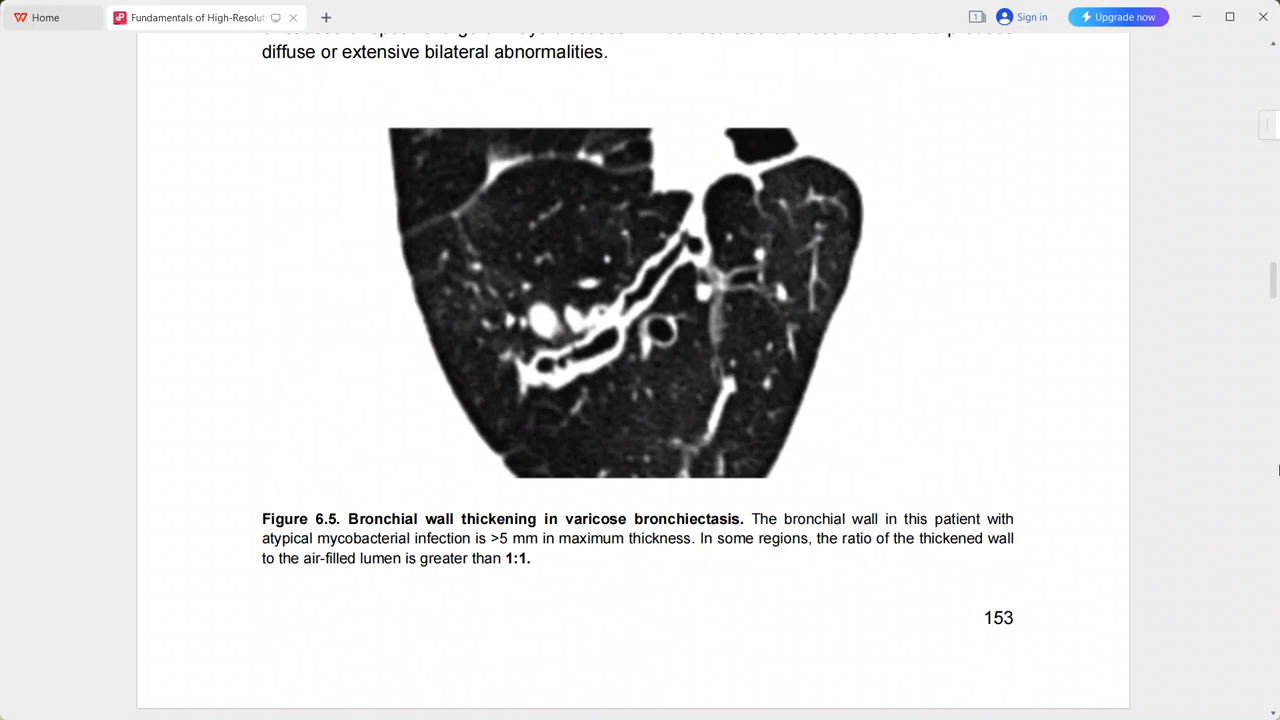 Home
Fundamentals of High-Resolut
1
Sign in
Upgrade now
diffuse or extensive bilateral abnormalities.
Figure 6.5. Bronchial wall thickening in varicose bronchiectasis. The bronchial wall in this patient with
atypical mycobacterial infection is >5 mm in maximum thickness. In some regions, the ratio of the thickened wall
to the air-filled lumen is greater than 1:1.
153